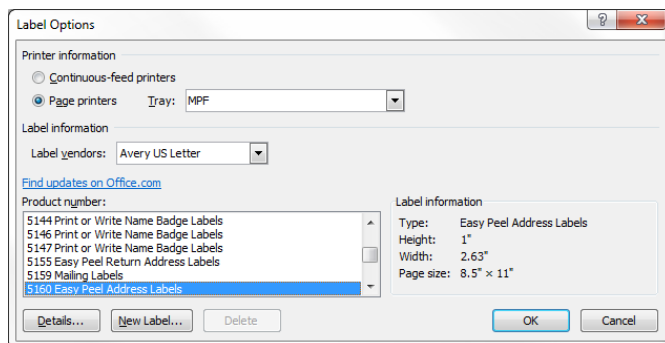 Label Options
Printer information
Continuous-feed printers
Page printers Tray: MPF
Label information
Label vendors: Avery US Letter
Find updates on Office.com
Product number:
5144 Print or Write Name Badge Labels
5146 Print or Write Name Badge Labels
5147 Print or Write Name Badge Labels
5155 Easy Peel Return Address Labels
5159 Mailing Labels
5160 Easy Peel Address Labels
Label information
Type: Easy Peel Address Labels
Height: 1"
Width: 2.63"
Page size: 8.5" × 11"
Details... New Label... Delete OK Cancel